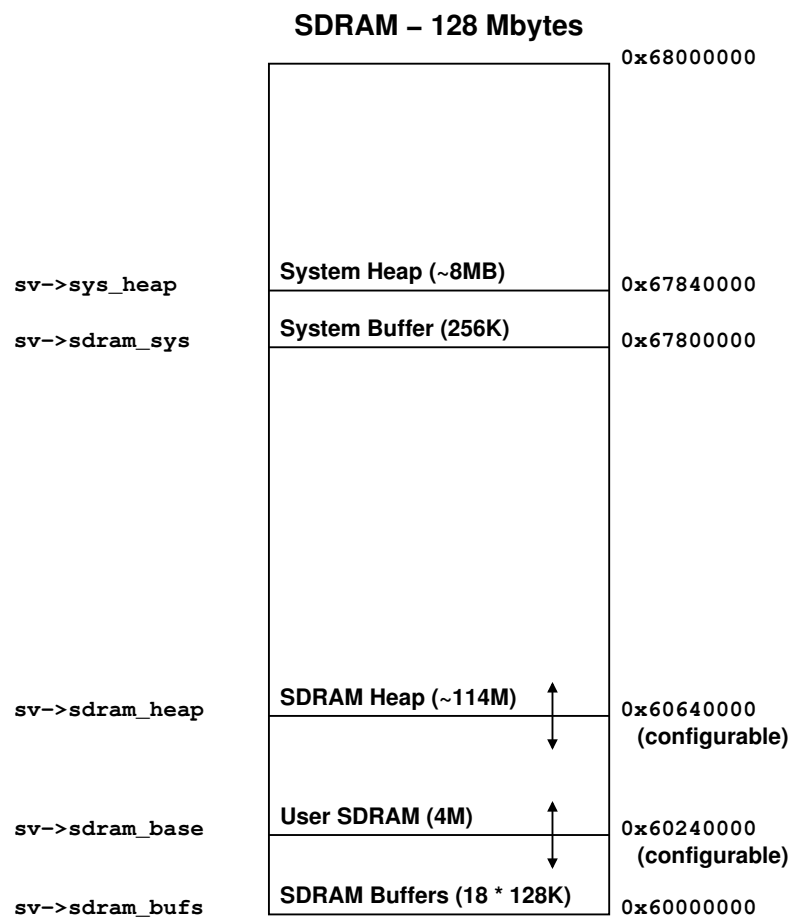 SDRAM – 128 Mbytes
0x68000000
System Heap (~8MB)
sv->sys_heap
0x67840000
System Buffer (256K)
sv->sdram_sys
0x67800000
SDRAM Heap (~114M)
sv->sdram_heap
0x60640000
(configurable)
User SDRAM (4M)
sv->sdram_base
0x60240000
(configurable)
SDRAM Buffers (18 * 128K)
sv->sdram_bufs
0x60000000